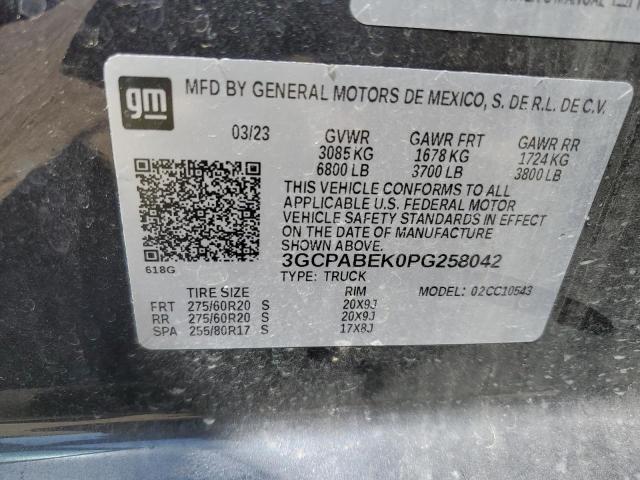 gm
MFD BY GENERAL MOTORS DE MEXICO, S. DE R.L. DE C.V.
03/23 GVWR GAWR FRT GAWR RR
3085 KG 1678 KG 1724 KG
6800 LB 3700 LB 3800 LB
THIS VEHICLE CONFORMS TO ALL
APPLICABLE U.S. FEDERAL MOTOR
VEHICLE SAFETY STANDARDS IN EFFECT
ON THE DATE OF MANUFACTURE
SHOWN ABOVE.
618G 3GCPABEK0PG258042
TYPE: TRUCK
TIRE SIZE RIM MODEL: 02CC10543
FRT 275/60R20 S 20X9J
RR 275/60R20 S 20X9J
SPA 255/80R17 S 17X8J